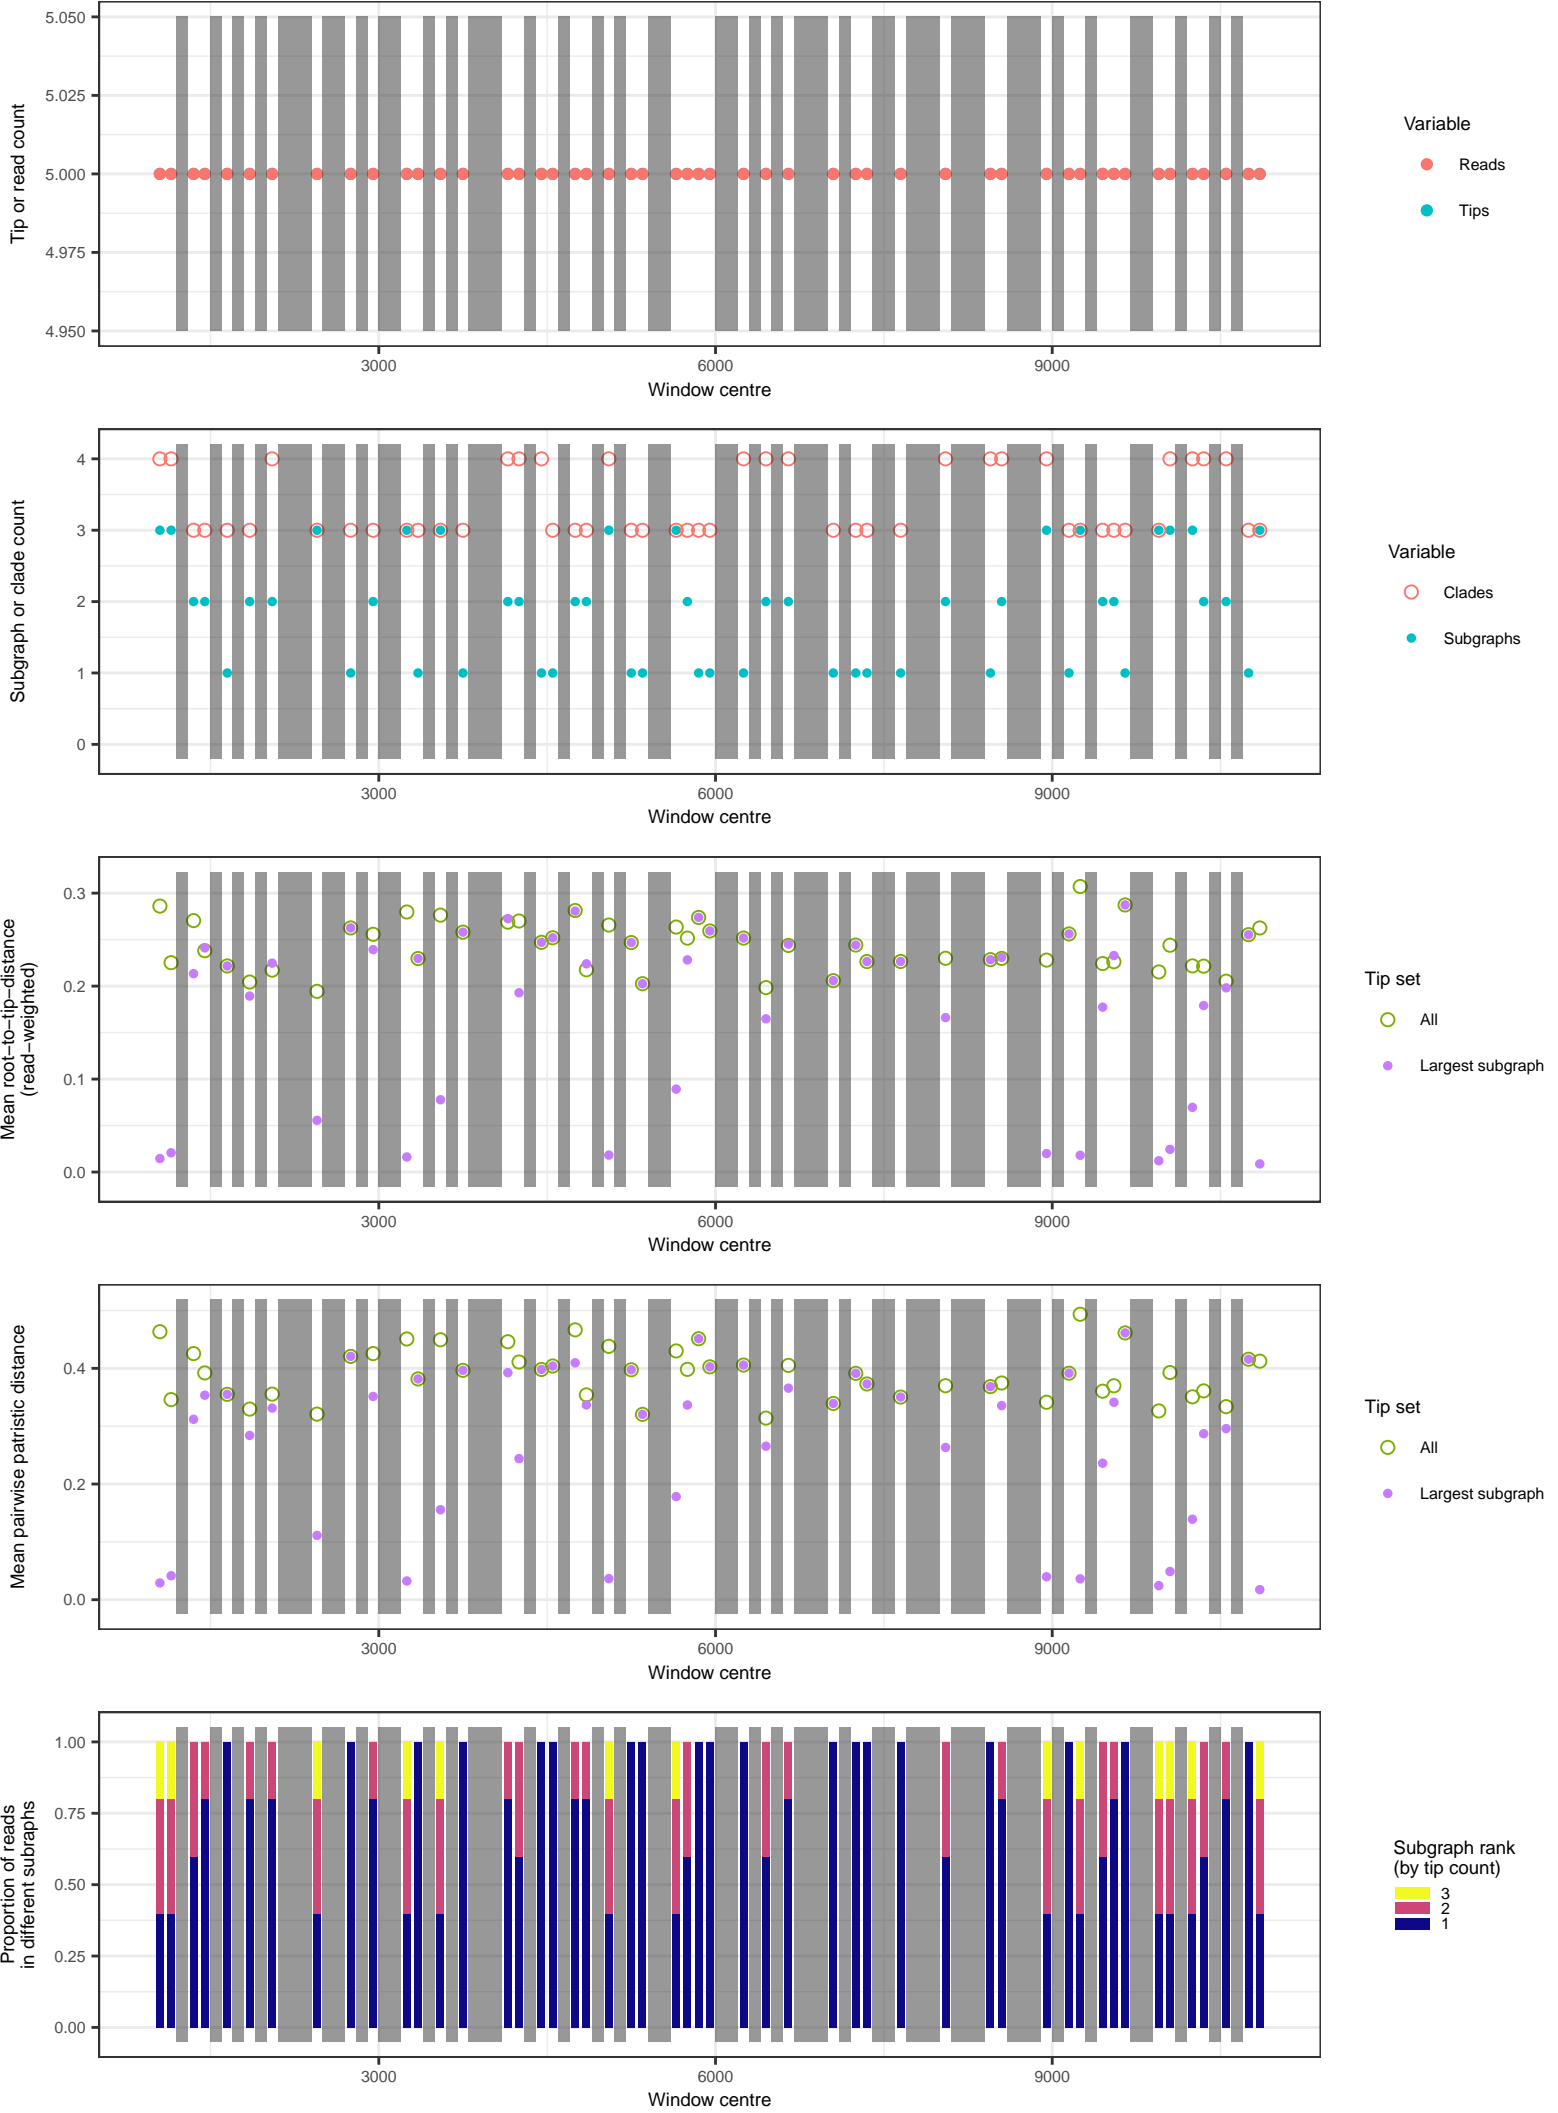 5.050
5.025
5.000
4.975
4.950
Tip or read count
3000 6000 9000
Window centre
Variable
Reads
Tips
4
3
2
1
0
Subgraph or clade count
3000 6000 9000
Window centre
Variable
Clades
Subgraphs
0.3
0.2
0.1
0.0
Mean root-to-tip-distance
(read-weighted)
3000 6000 9000
Window centre
Tip set
All
Largest subgraph
0.4
0.2
0.0
Mean pairwise patristic distance
3000 6000 9000
Window centre
Tip set
All
Largest subgraph
1.00
0.75
0.50
0.25
0.00
Proportion of reads
in different subraphs
3000 6000 9000
Window centre
Subgraph rank
(by tip count)
3
2
1